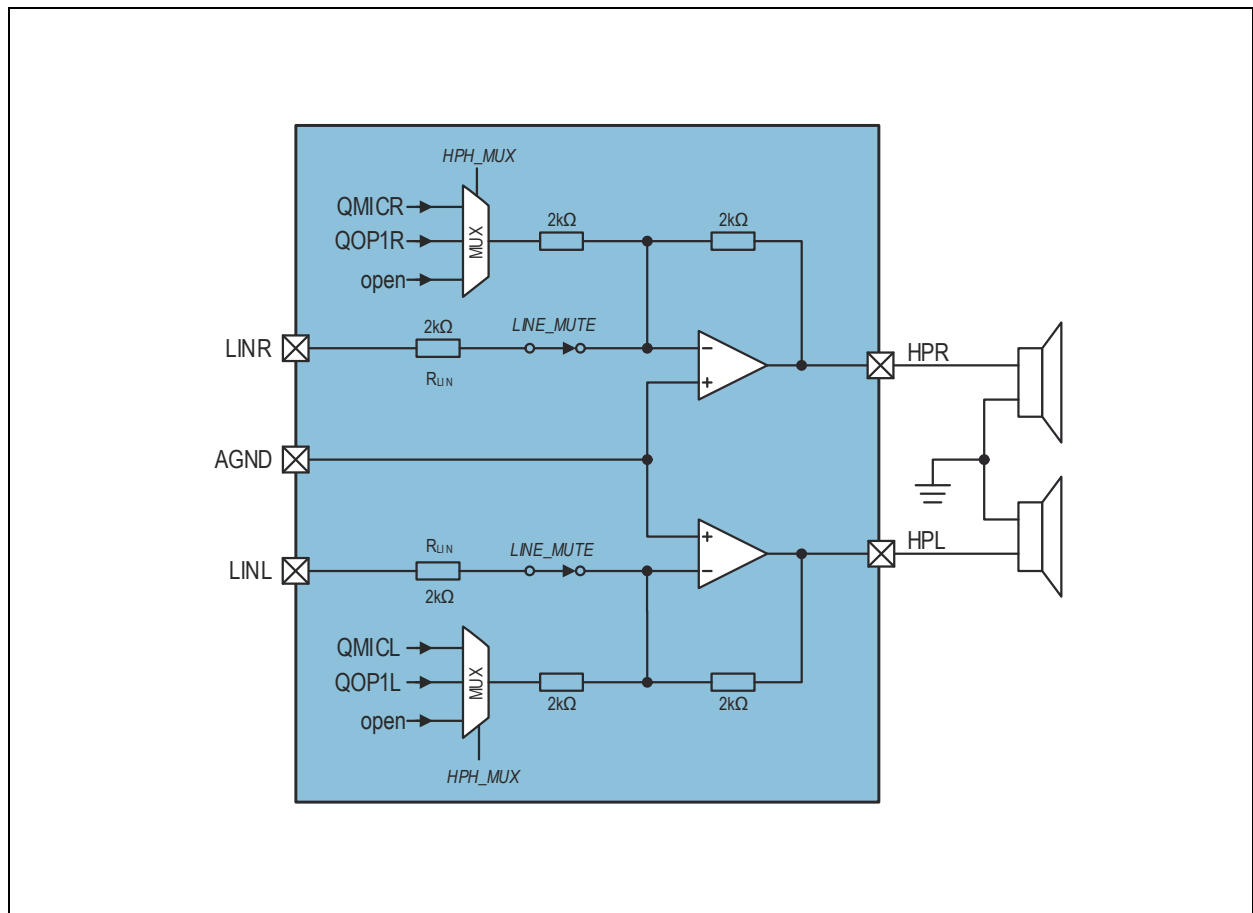 HPH_MUX
QMICR
QOP1R
open
MUX
2kΩ
2kΩ
LINR
2kΩ
LINE_MUTE
RLIN
−
+
HPR
AGND
+
−
HPL
LINL
RLIN
LINE_MUTE
2kΩ
QMICL
QOP1L
open
MUX
2kΩ
2kΩ
HPH_MUX